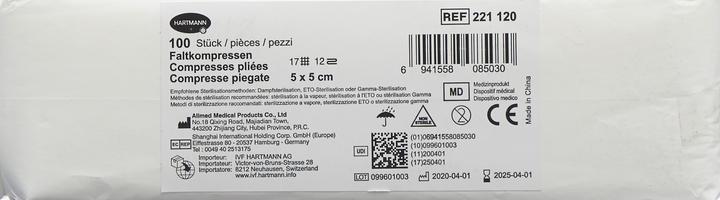 HARTMANN
REF 221 120
100 Stück / pièces / pezzi
Faltkompressen
Compresses pliées
Compresse piegate
17 12
5 x 5 cm
6 941558 085030
Empfohlene Sterilisationsmethoden: Dampfsterilisation, ETO-Sterilisation oder Gamma-Sterilisation
Méthodes de stérilisation recommandées: stérilisation à la vapeur, stérilisation à l'ETO ou stérilisation Gamma
Metodi di sterilizzazione raccomandati: sterilizzazione a vapore, sterilizzazione ETO o sterilizzazione gamma
MD
Medizinprodukt
Dispositif médical
Dispositivo medico
Made in China
Allmed Medical Products Co., Ltd
No.18 Qixing Road, Majiadian Town,
443200 Zhijiang City, Hubei Province, P.R.C.
NON STERILE
CE
EC REP
Shanghai International Holding Corp. GmbH (Europe)
Eiffestrasse 80 - 20537 Hamburg - Germany
Tel : 0049 40 2513175
Importeur: IVF HARTMANN AG
Importateur: Victor-von-Bruns-Strasse 28
Importatore: 8212 Neuhausen, Switzerland
www.ivf.hartmann.info
UDI
(01)06941558085030
(10)099601003
(11)200401
(17)250401
LOT 099601003
2020-04-01
2025-04-01